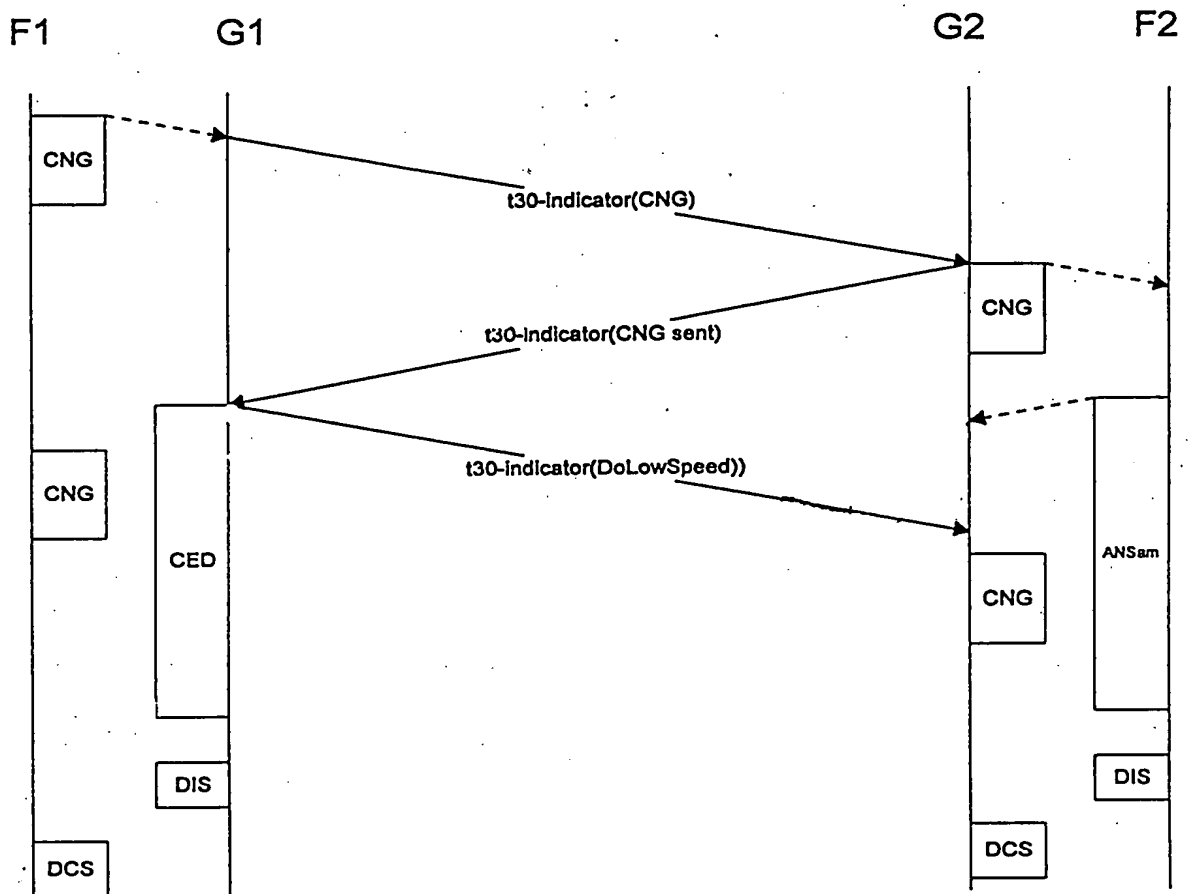 F1 G1 G2 F2
CNG
t30-indicator(CNG)
CNG
t30-indicator(CNG sent)
t30-indicator(DoLowSpeed))
CNG
CED
ANSam
CNG
DIS
DIS
DCS
DCS